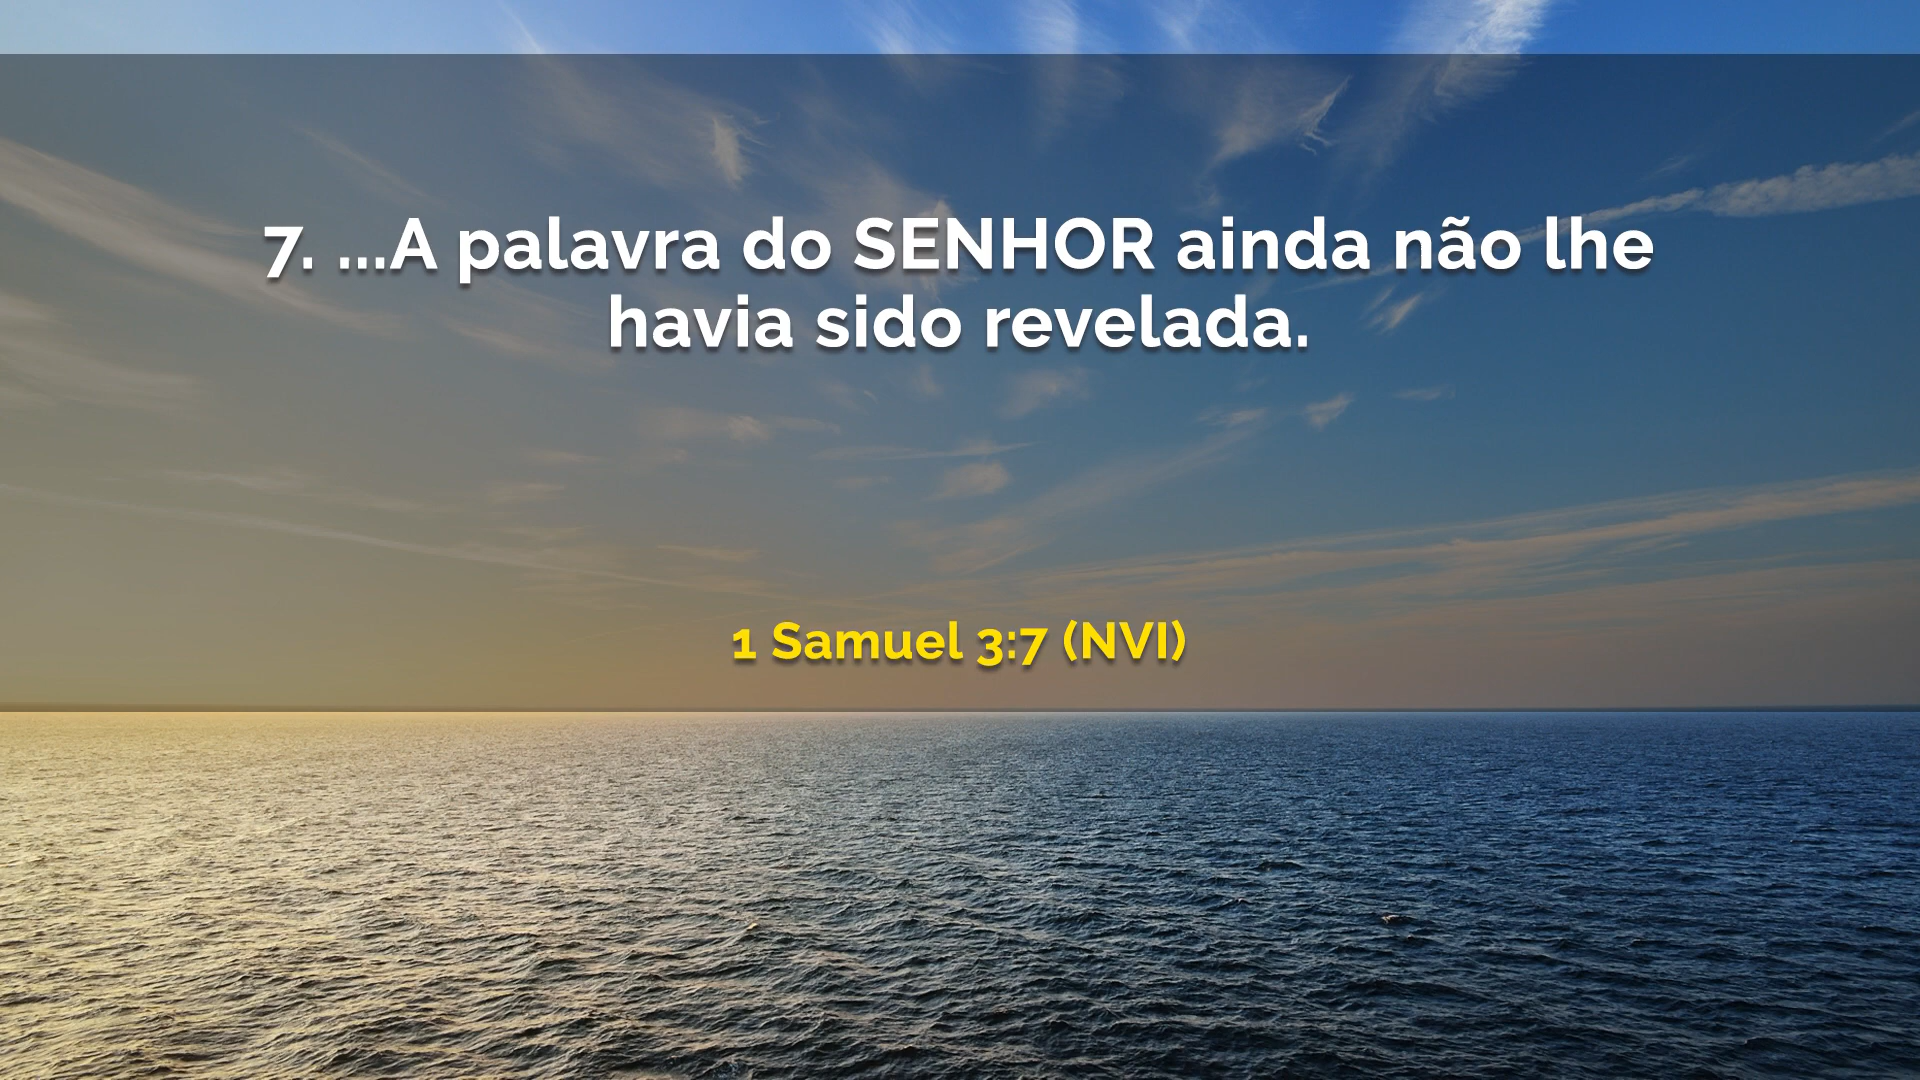 7. ...A palavra do SENHOR ainda não lhe
havia sido revelada.
1 Samuel 3:7 (NVI)